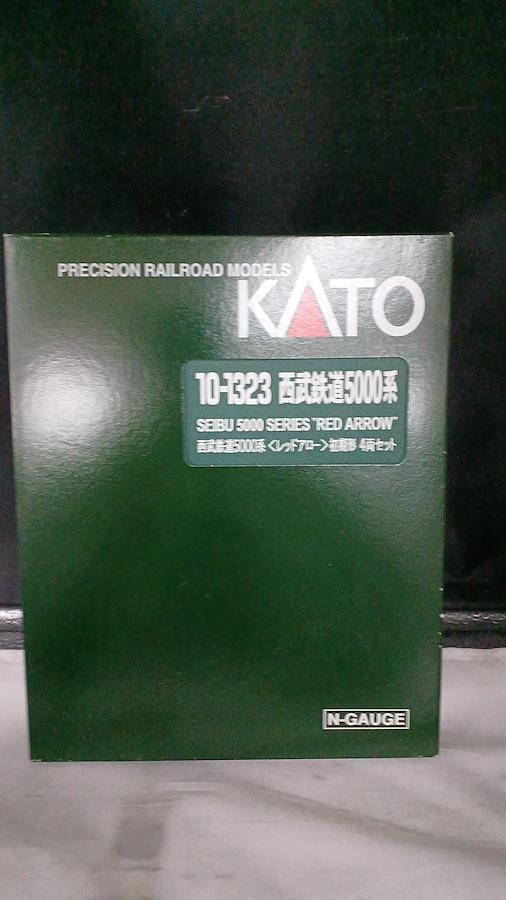 PRECISION RAILROAD MODELS
KATO
10-1323 西武鉄道5000系
SEIBU 5000 SERIES "RED ARROW"
西武鉄道5000系 <レッドアロー> 初期形 4両セット
N-GAUGE